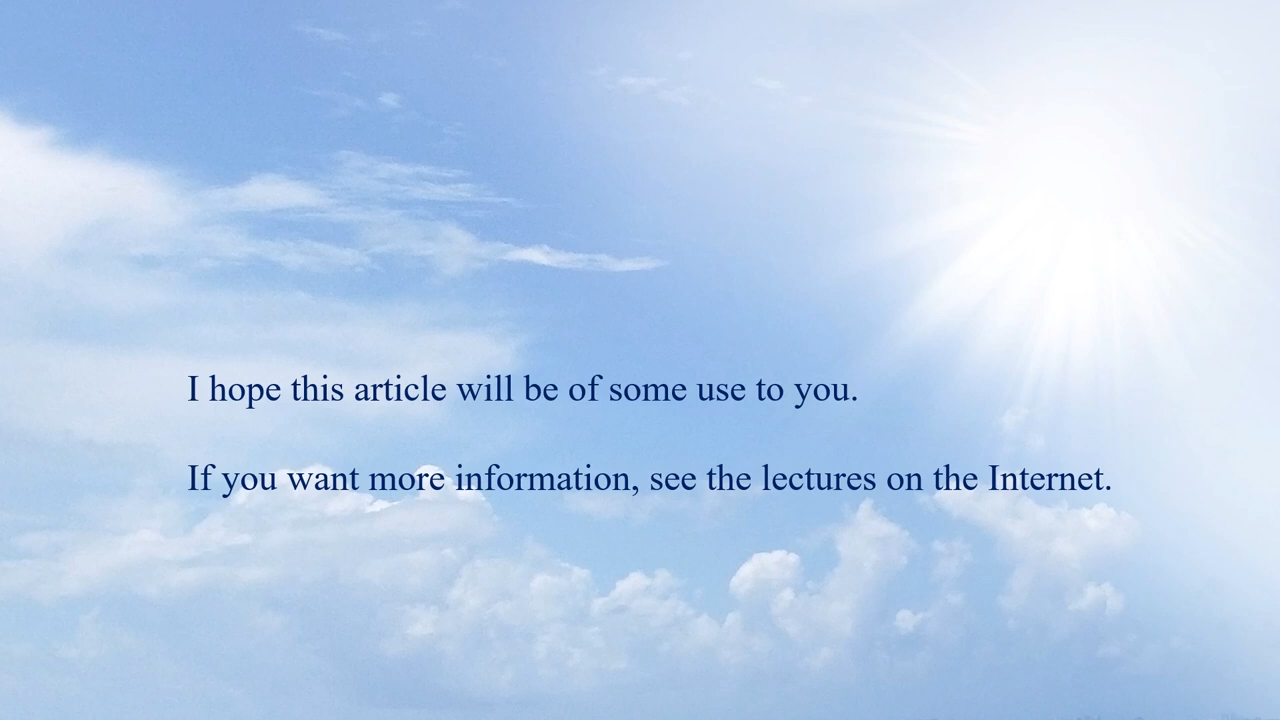 I hope this article will be of some use to you.
If you want more information, see the lectures on the Internet.